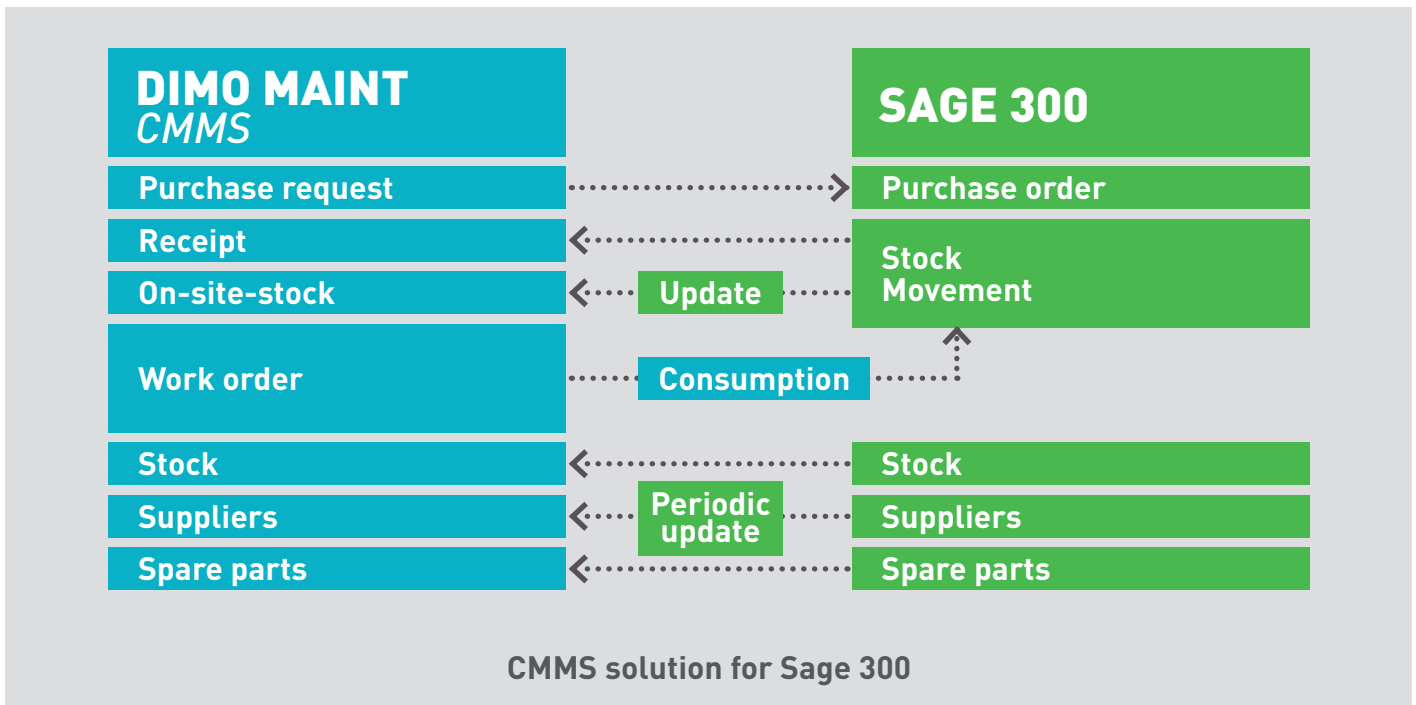 DIMO MAINT
CMMS
SAGE 300
Purchase request
Purchase order
Receipt
Stock
Movement
On-site-stock
Update
Work order
Consumption
Stock
Stock
Suppliers
Periodic
update
Suppliers
Spare parts
Spare parts
CMMS solution for Sage 300